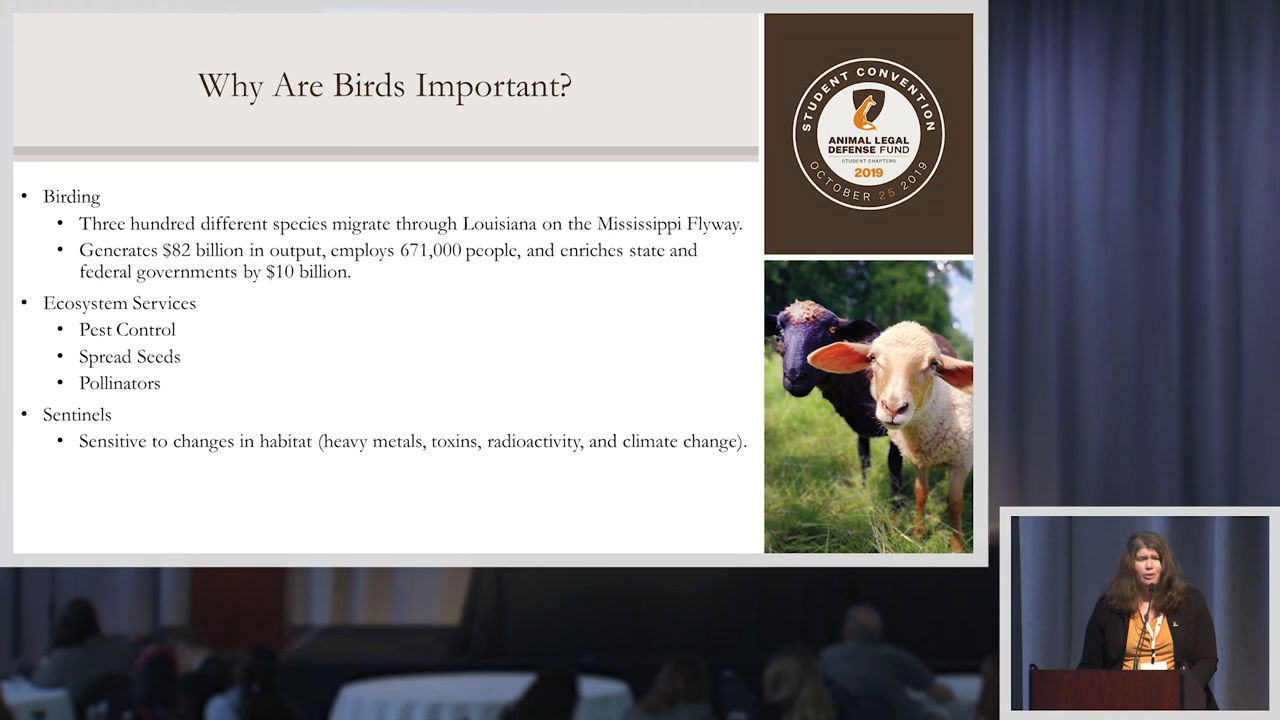 Why Are Birds Important?
• Birding
• Three hundred different species migrate through Louisiana on the Mississippi Flyway.
• Generates $82 billion in output, employs 671,000 people, and enriches state and
federal governments by $10 billion.
• Ecosystem Services
• Pest Control
• Spread Seeds
• Pollinators
• Sentinels
• Sensitive to changes in habitat (heavy metals, toxins, radioactivity, and climate change).
STUDENT CONVENTION
ANIMAL LEGAL
DEFENSE FUND
STUDENT CHAPTERS
2019
OCTOBER 25 2019